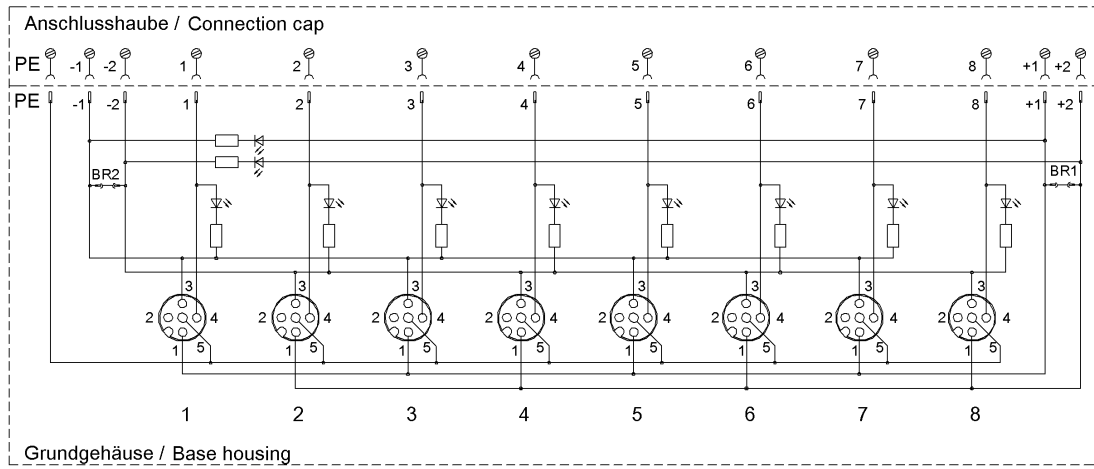 Anschlusshaube / Connection cap
PE -1 -2 1 2 3 4 5 6 7 8 +1 +2
PE -1 -2 1 2 3 4 5 6 7 8 +1 +2
BR2 BR1
3 3 3 3 3 3 3 3
2 4 2 4 2 4 2 4 2 4 2 4 2 4 2 4
1 5 1 5 1 5 1 5 1 5 1 5 1 5 1 5
1 2 3 4 5 6 7 8
Grundgehäuse / Base housing